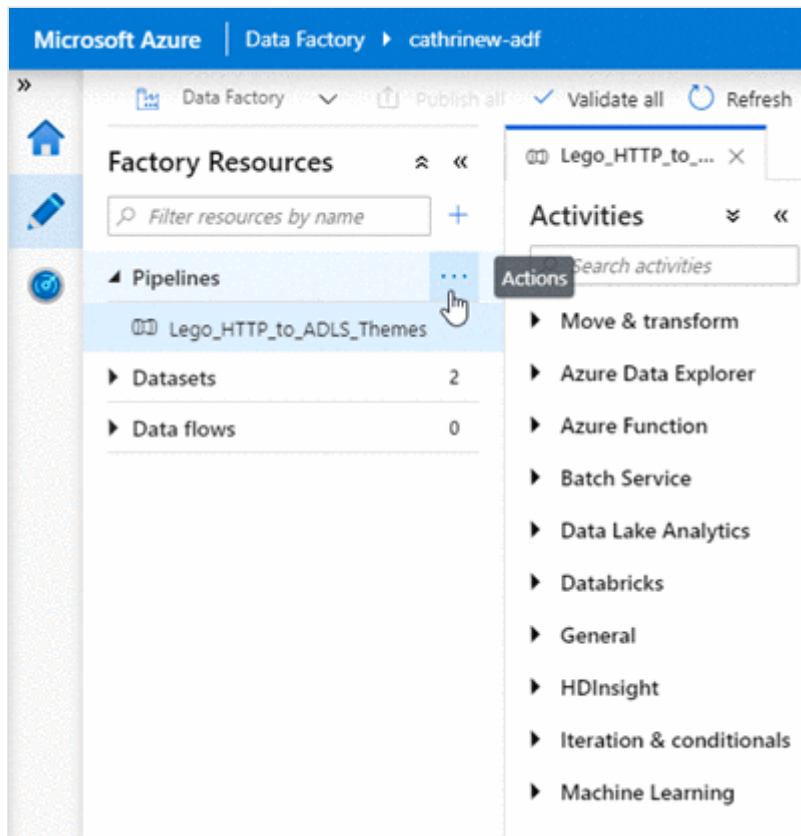 Microsoft Azure | Data Factory ▸ cathrinew-adf
»
Data Factory
Publish all
Validate all
Refresh
Factory Resources
«
Filter resources by name
+
Pipelines
...
Lego_HTTP_to_ADLS_Themes
Datasets 2
Data flows 0
Lego_HTTP_to_...
Activities
«
Search activities
Actions
Move & transform
Azure Data Explorer
Azure Function
Batch Service
Data Lake Analytics
Databricks
General
HDInsight
Iteration & conditionals
Machine Learning